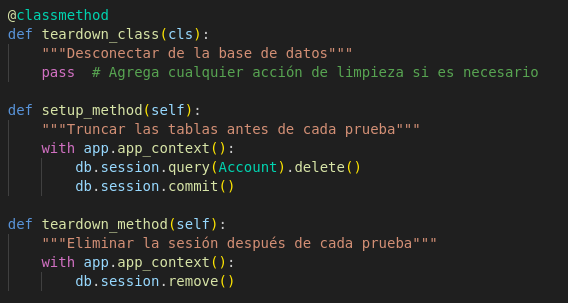 @classmethod
def teardown_class(cls):
    """Desconectar de la base de datos"""
    pass  # Agrega cualquier acción de limpieza si es necesario

def setup_method(self):
    """Truncar las tablas antes de cada prueba"""
    with app.app_context():
        db.session.query(Account).delete()
        db.session.commit()

def teardown_method(self):
    """Eliminar la sesión después de cada prueba"""
    with app.app_context():
        db.session.remove()